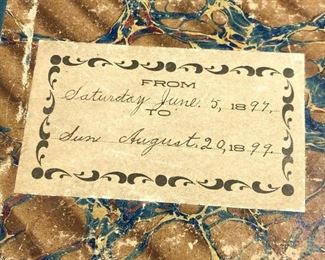 FROM
Saturday June. 5, 1897.
TO
Sun August, 20, 1899.